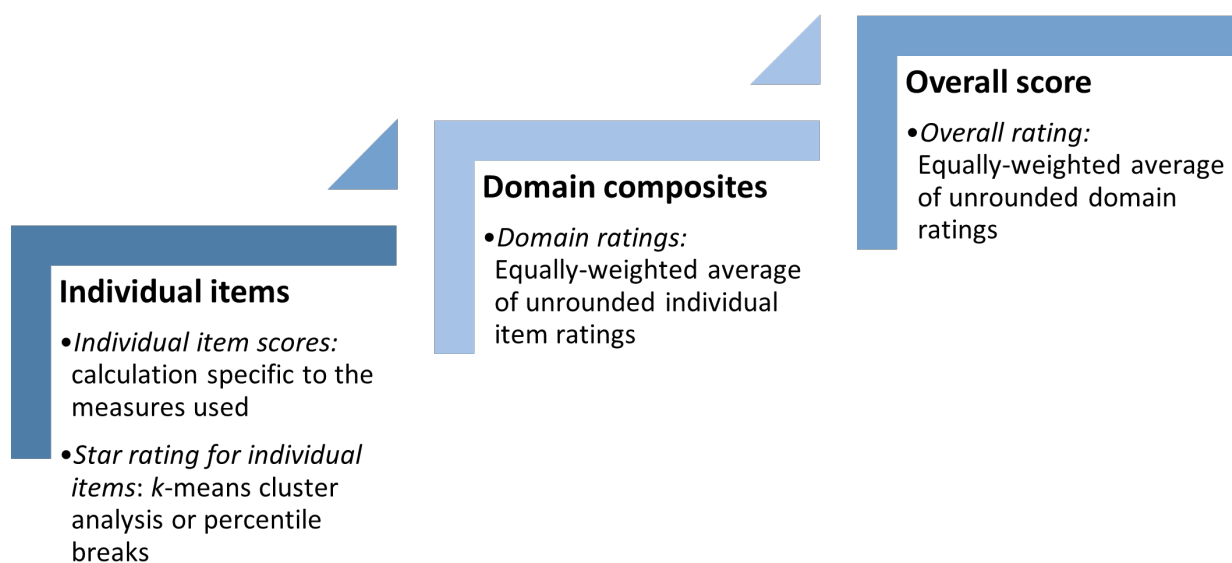 Individual items
•Individual item scores:
calculation specific to the
measures used
•Star rating for individual
items: k-means cluster
analysis or percentile
breaks
Domain composites
•Domain ratings:
Equally-weighted average
of unrounded individual
item ratings
Overall score
•Overall rating:
Equally-weighted average
of unrounded domain
ratings